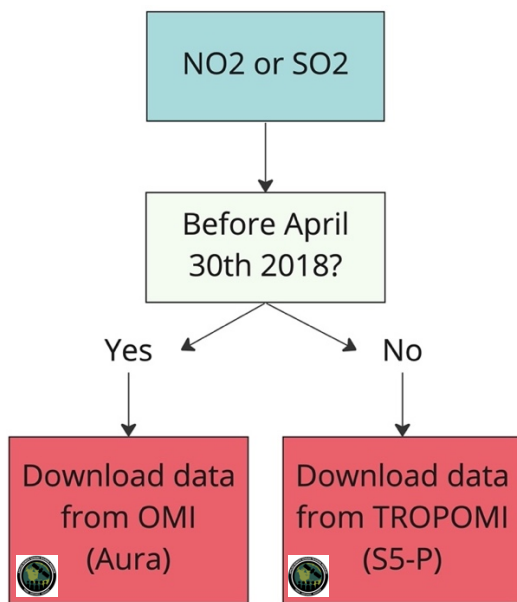 NO2 or SO2
Before April
30th 2018?
Yes
No
Download data
from OMI
(Aura)
Download data
from TROPOMI
(S5-P)